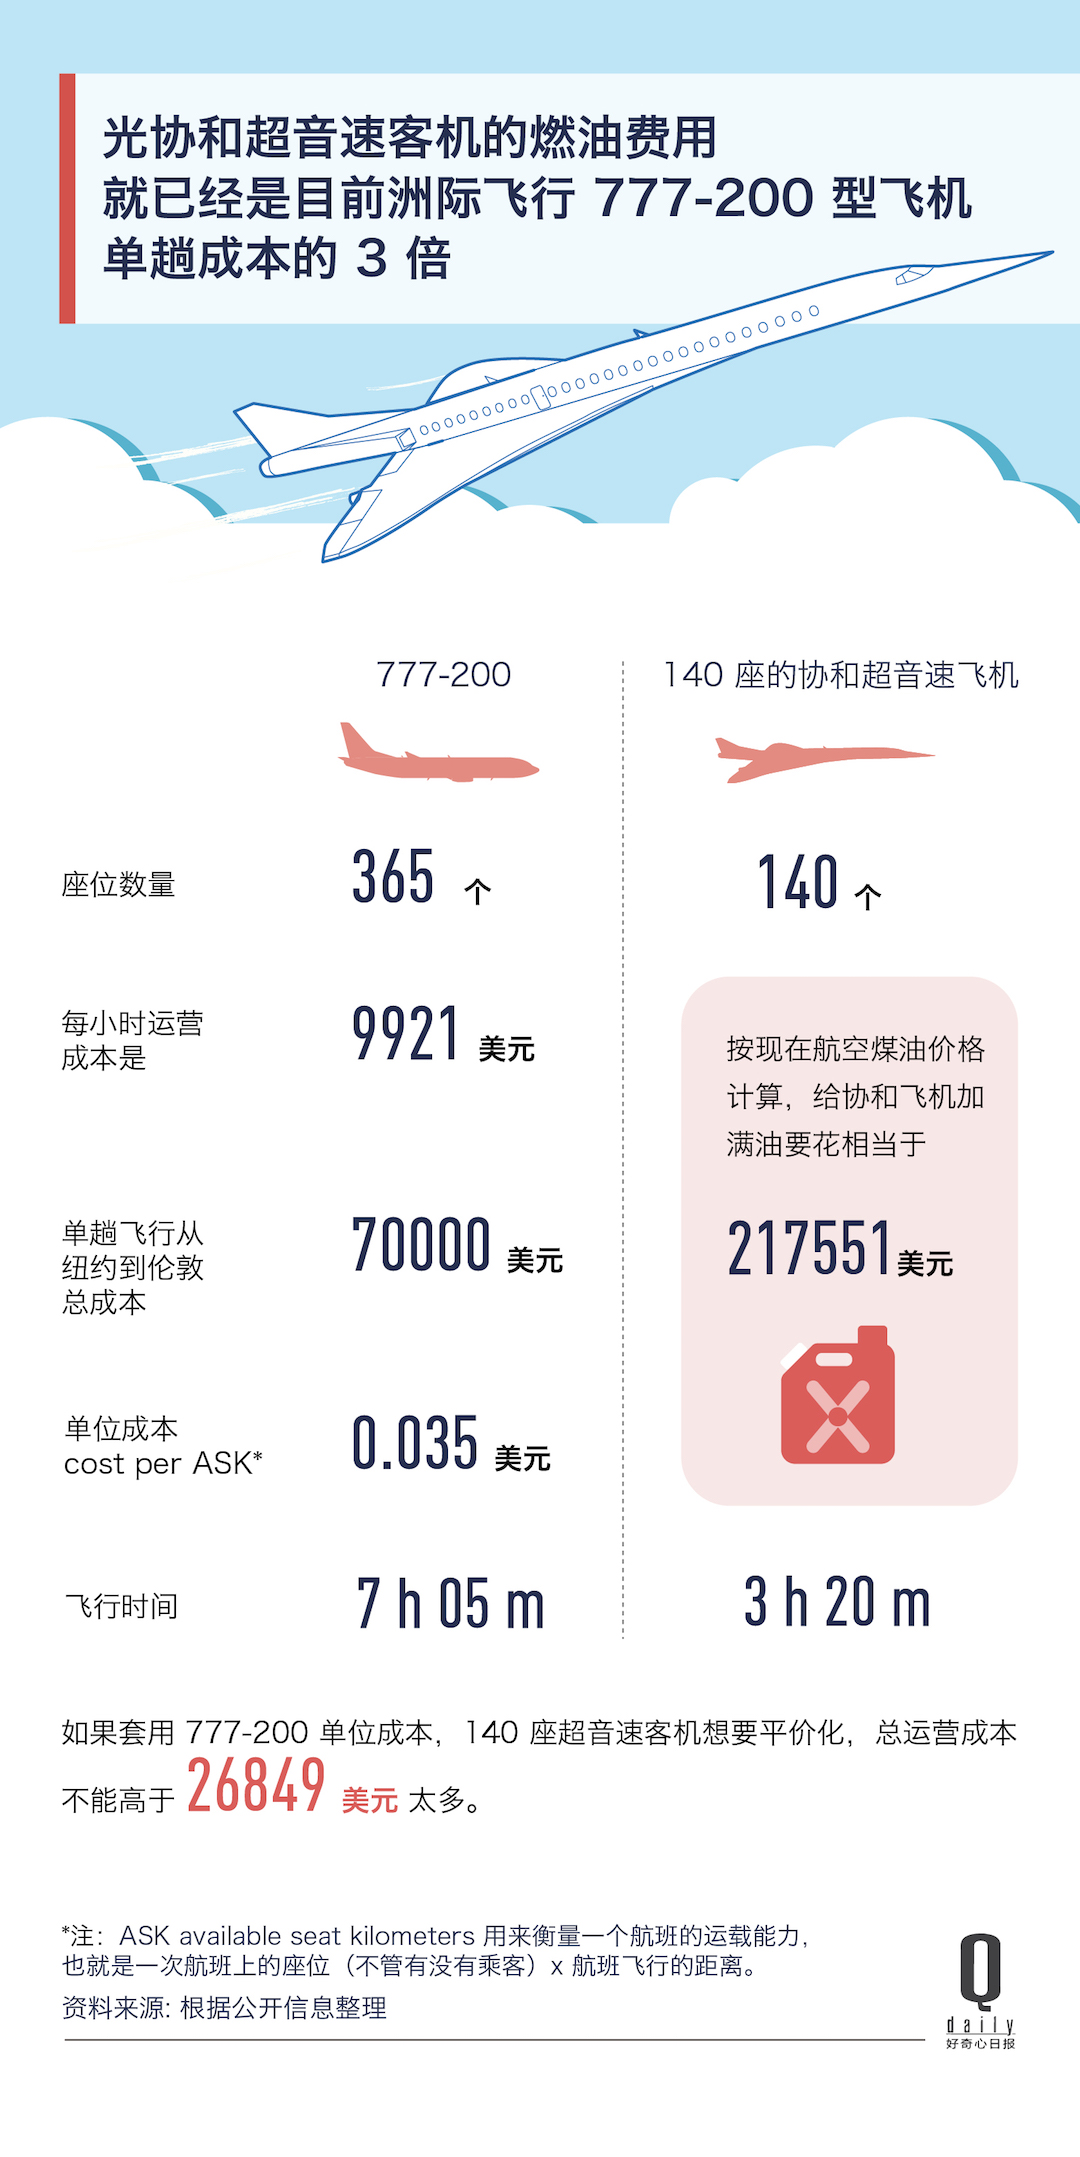 光协和超音速客机的燃油费用
就已经是目前洲际飞行 777-200 型飞机
单趟成本的 3 倍
777-200
140 座的协和超音速飞机
座位数量
365 个
140 个
每小时运营
成本是
9921 美元
按现在航空煤油价格
计算，给协和飞机加
满油要花相当于
217551美元
单趟飞行从
纽约到伦敦
总成本
70000 美元
单位成本
cost per ASK*
0.035 美元
飞行时间
7 h 05 m
3 h 20 m
如果套用 777-200 单位成本，140 座超音速客机想要平价化，总运营成本
不能高于 26849 美元 太多。
*注：ASK available seat kilometers 用来衡量一个航班的运载能力，
也就是一次航班上的座位（不管有没有乘客）x 航班飞行的距离。
资料来源: 根据公开信息整理
Q
daily
好奇心日报